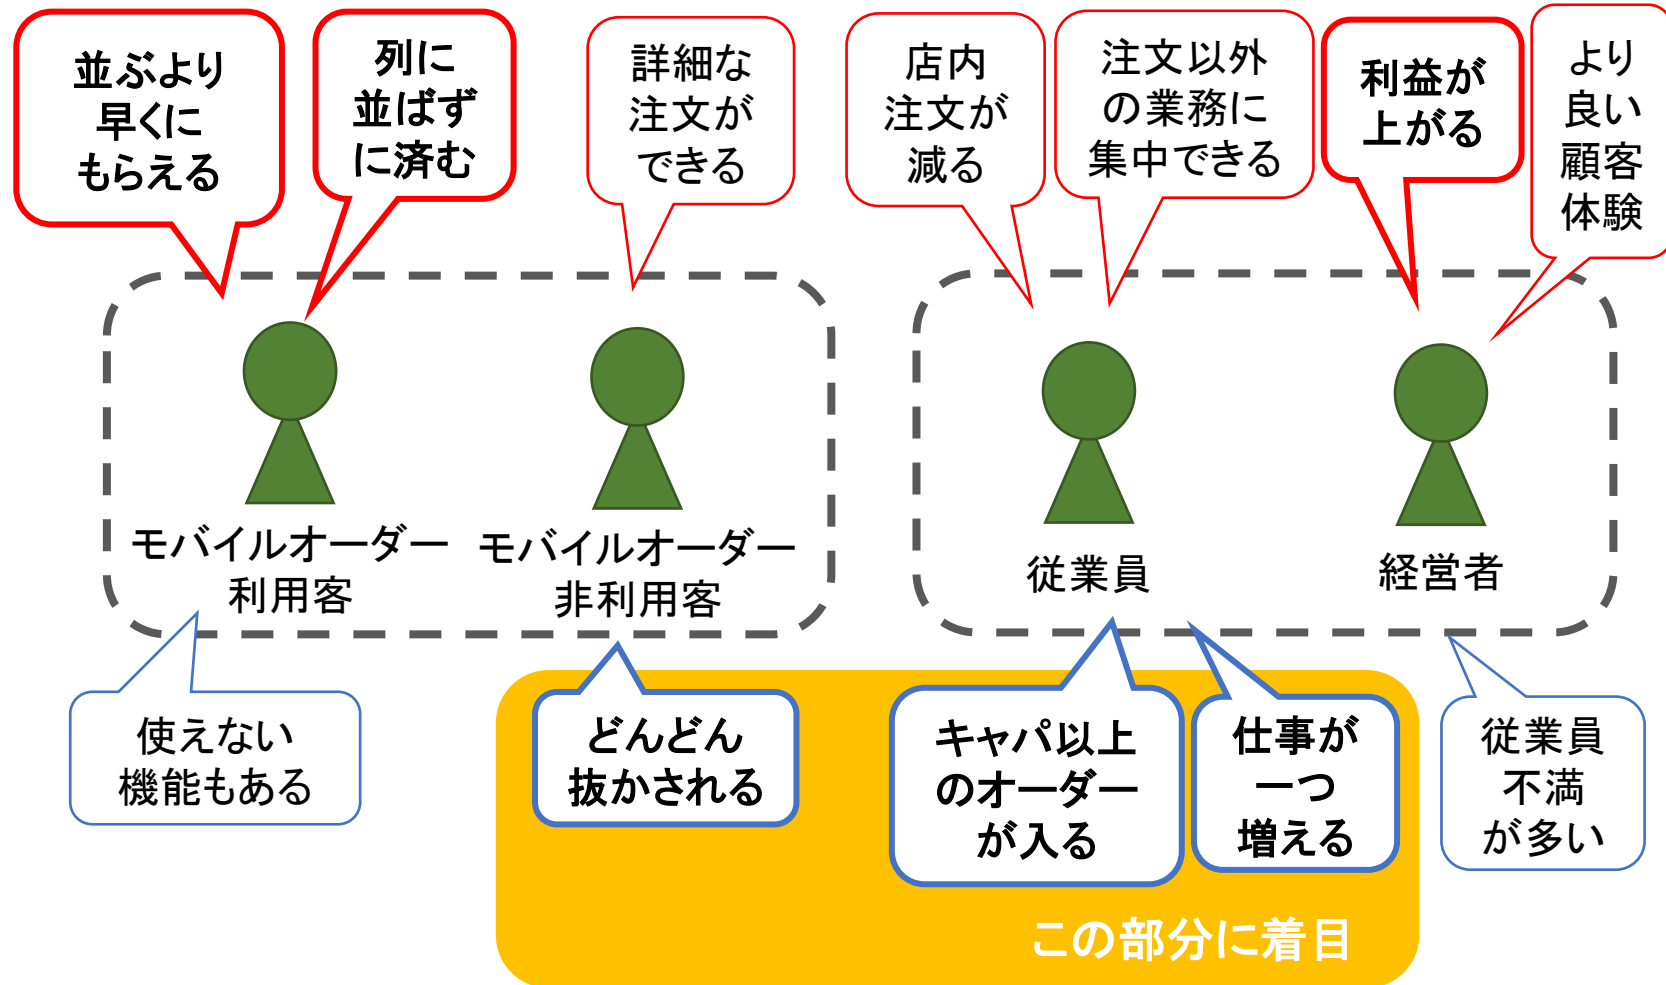 並ぶより
早くに
もらえる
列に
並ばず
に済む
詳細な
注文が
できる
店内
注文が
減る
注文以外
の業務に
集中できる
利益が
上がる
より
良い
顧客
体験
モバイルオーダー
利用客
モバイルオーダー
非利用客
従業員
経営者
使えない
機能もある
どんどん
抜かされる
キャパ以上
のオーダー
が入る
仕事が
一つ
増える
従業員
不満
が多い
この部分に着目